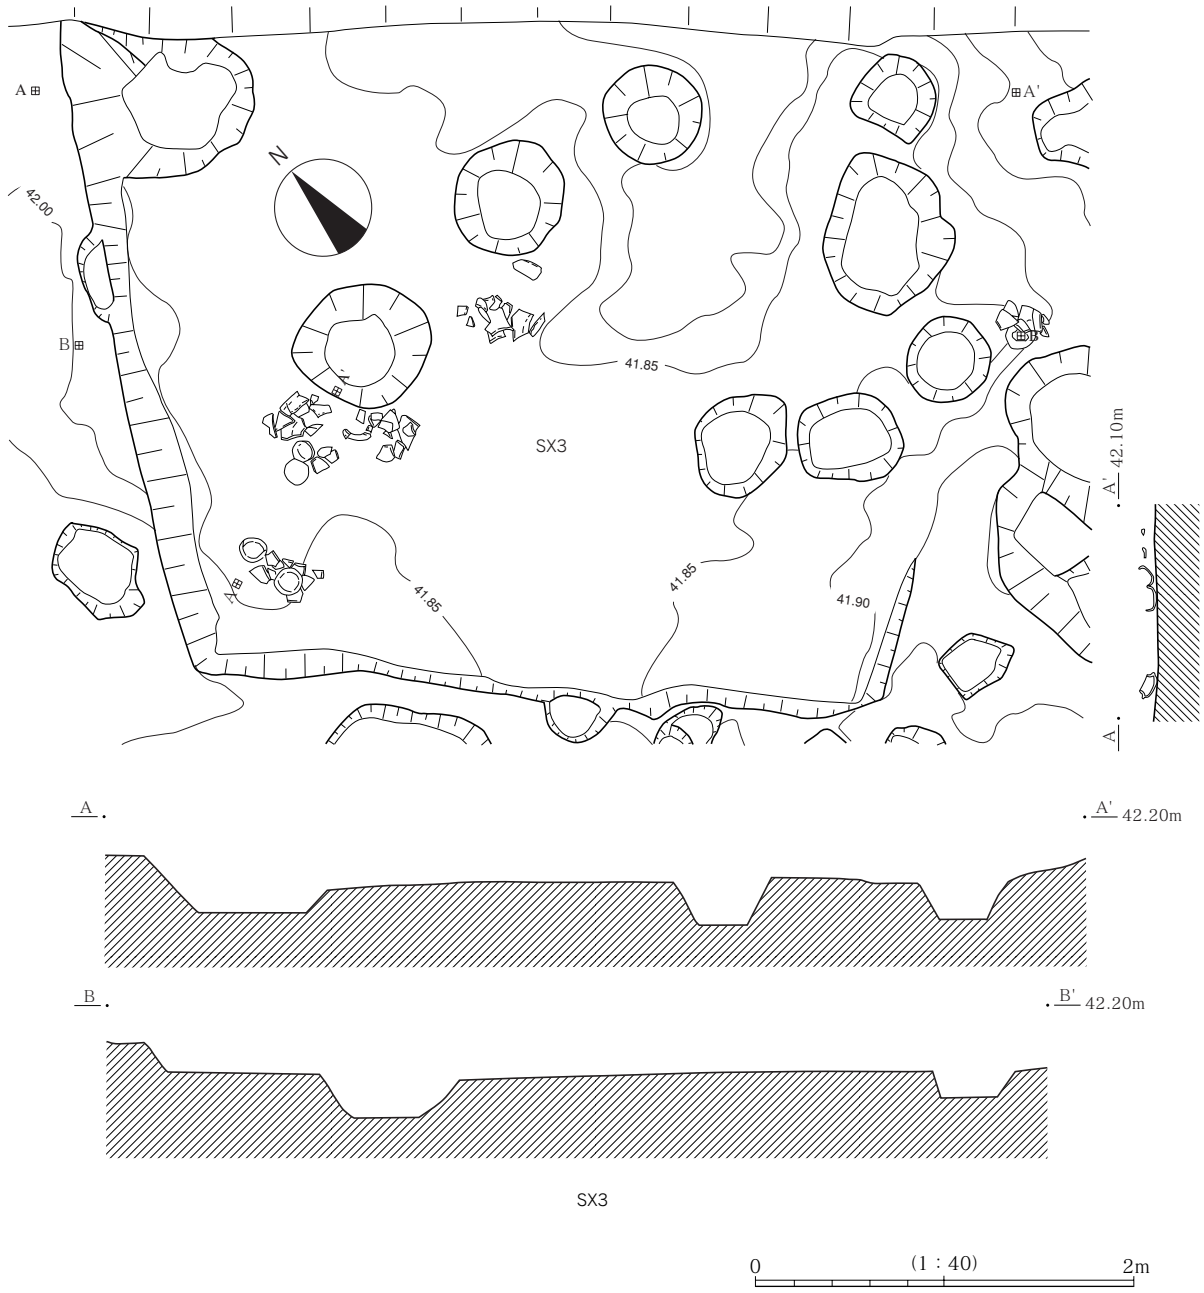 A
A'
N
42.00
B
B'
41.85
A'
SX3
A' 42.10m
41.85
41.85
41.90
A
A
A
A' 42.20m
B
B' 42.20m
SX3
0 (1：40) 2m